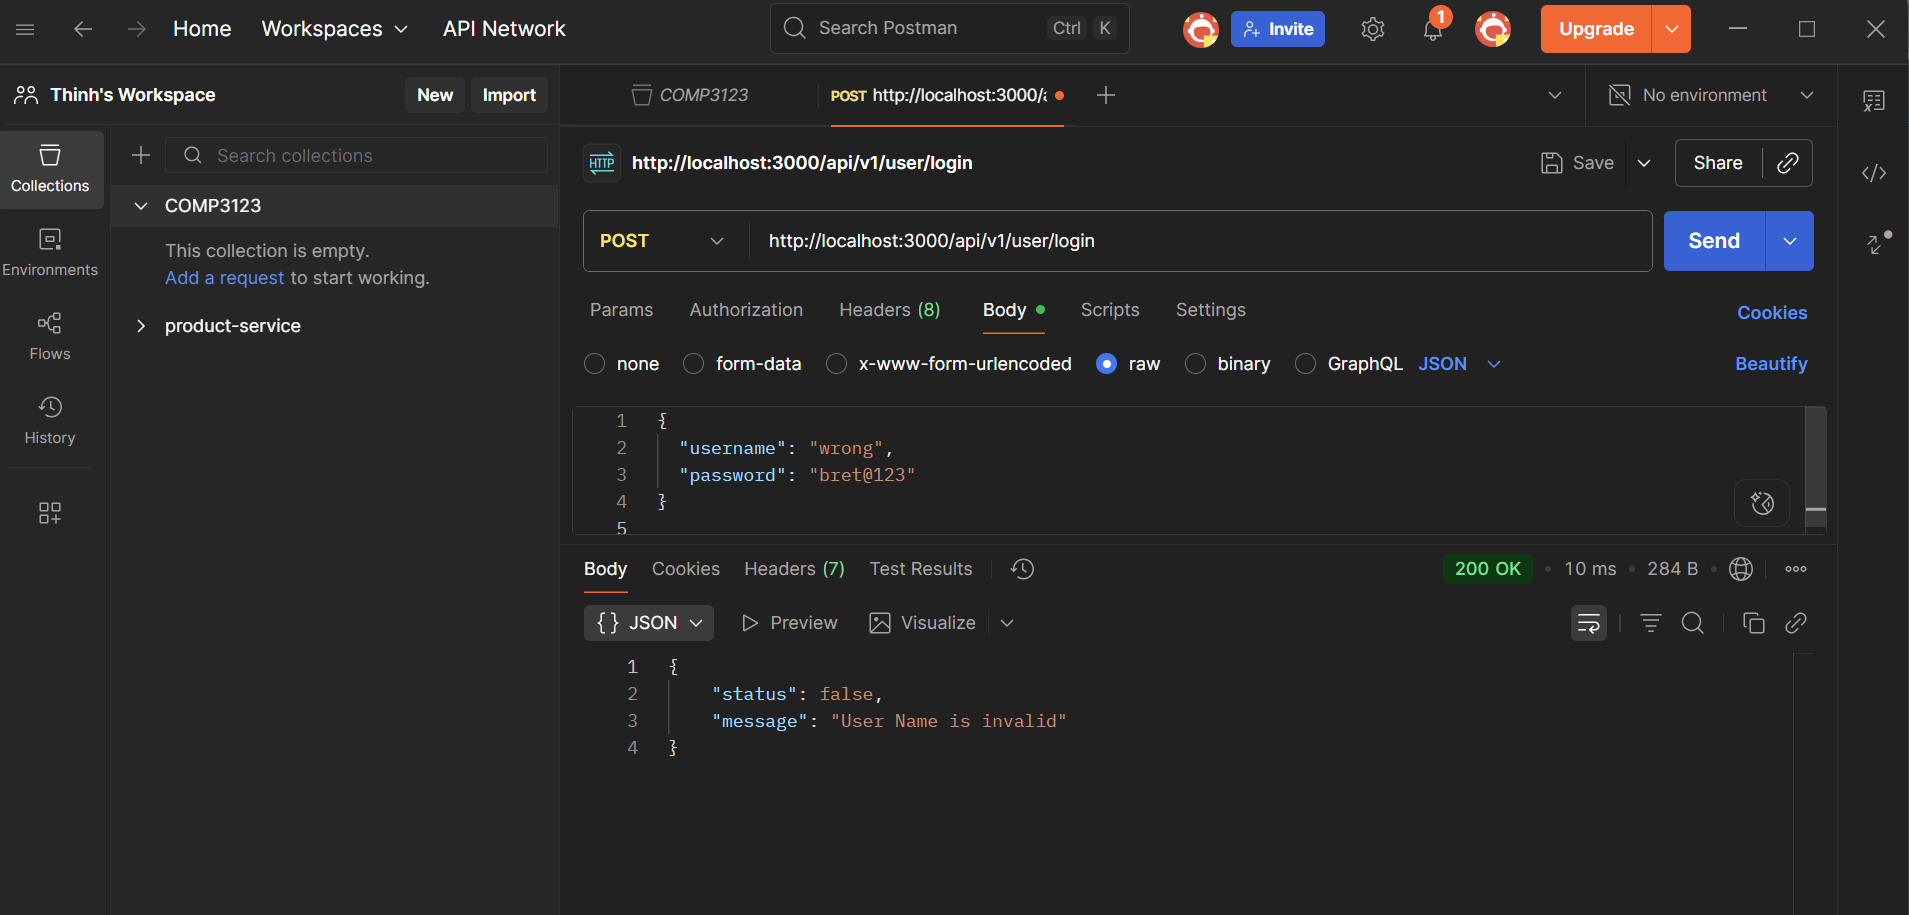 Home Workspaces API Network Search Postman Ctrl K Invite 1 Upgrade
Thinh's Workspace New Import COMP3123 POST http://localhost:3000/a No environment
Collections
Environments
Flows
History
Search collections
COMP3123
This collection is empty.
Add a request to start working.
product-service
HTTP http://localhost:3000/api/v1/user/login Save Share
POST http://localhost:3000/api/v1/user/login Send
Params Authorization Headers (8) Body Scripts Settings Cookies
none form-data x-www-form-urlencoded raw binary GraphQL JSON Beautify
1 {
2 "username": "wrong",
3 "password": "bret@123"
4 }
5
Body Cookies Headers (7) Test Results 200 OK • 10 ms • 284 B •
{} JSON Preview Visualize
1 {
2 "status": false,
3 "message": "User Name is invalid"
4 }